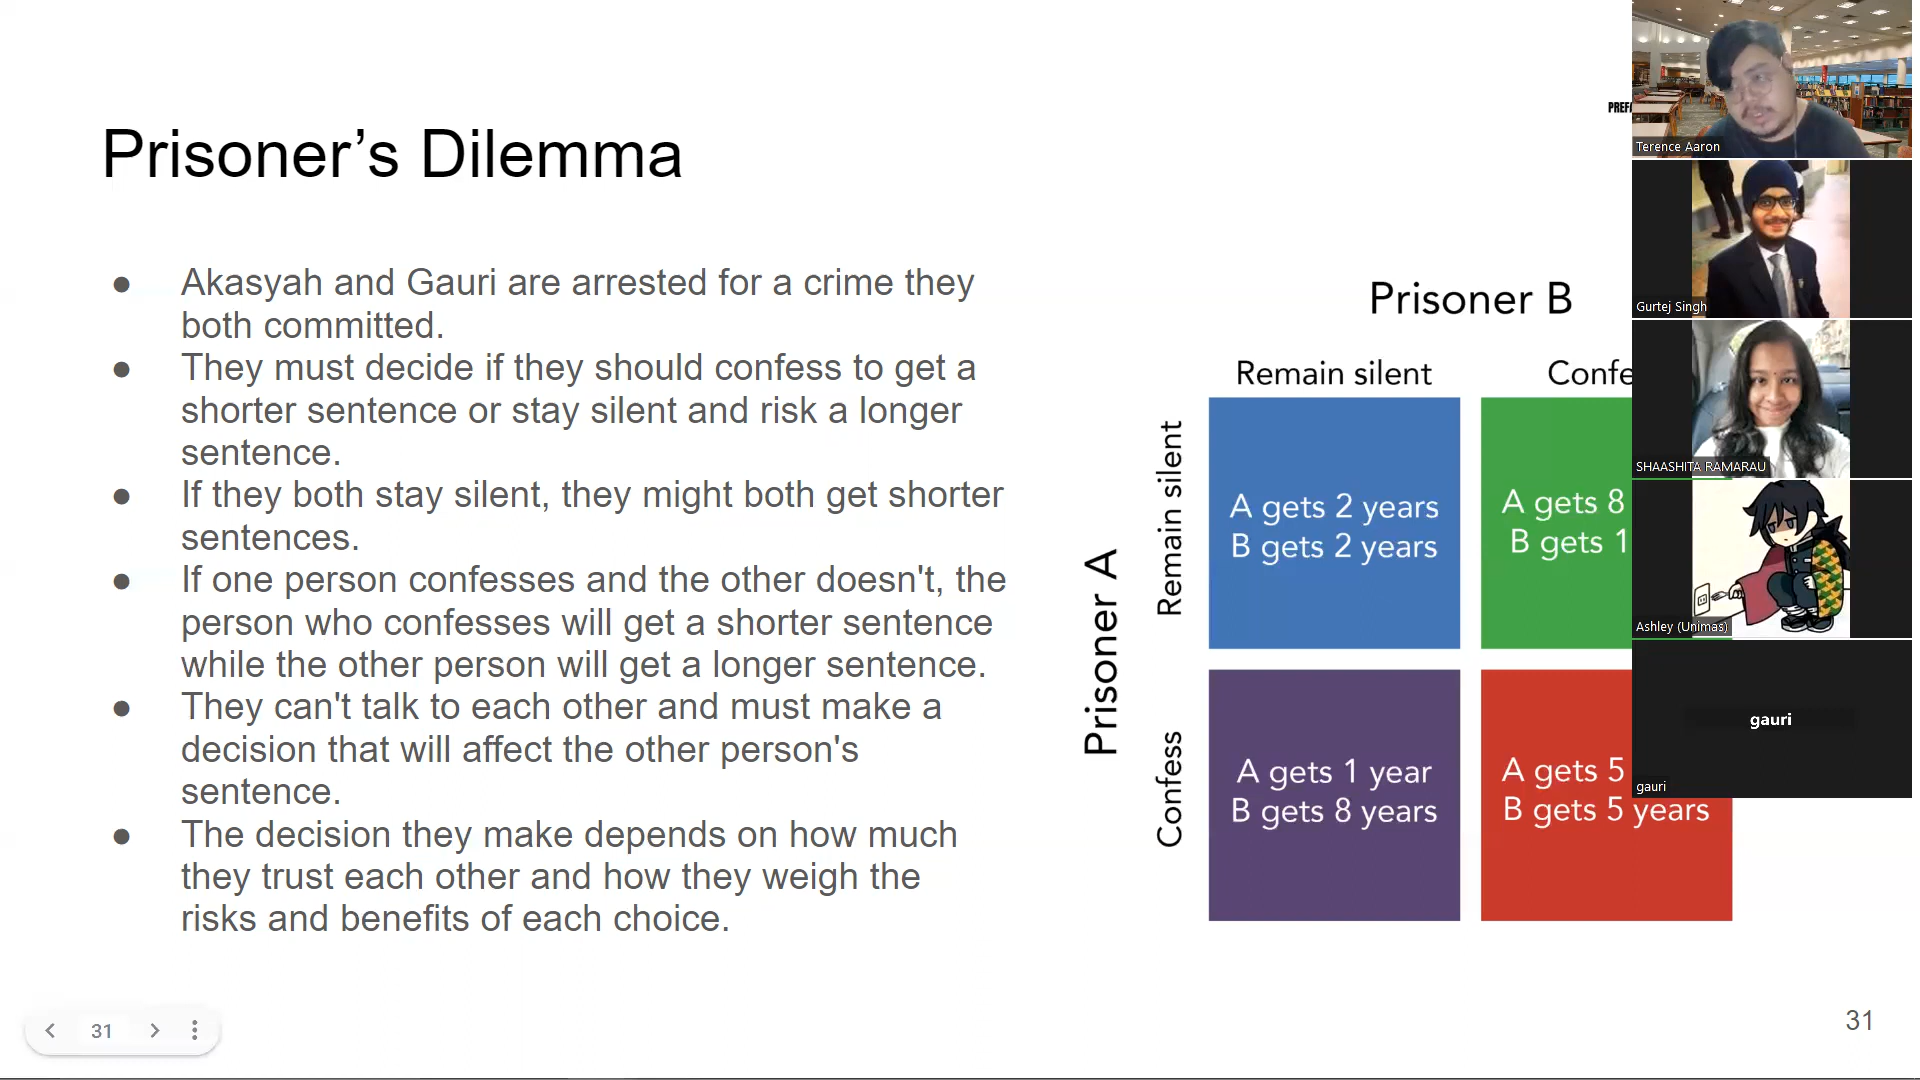 PREFA
Terence Aaron
Prisoner's Dilemma
Gurtej Singh
● Akasyah and Gauri are arrested for a crime they
both committed.
● They must decide if they should confess to get a
shorter sentence or stay silent and risk a longer
sentence.
● If they both stay silent, they might both get shorter
sentences.
● If one person confesses and the other doesn't, the
person who confesses will get a shorter sentence
while the other person will get a longer sentence.
● They can't talk to each other and must make a
decision that will affect the other person's
sentence.
● The decision they make depends on how much
they trust each other and how they weigh the
risks and benefits of each choice.
Prisoner B
Remain silent
Confe
Prisoner A
Remain silent
A gets 2 years
B gets 2 years
A gets 8
B gets 1
Confess
A gets 1 year
B gets 8 years
A gets 5
B gets 5 years
SHAASHITA RAMARAU
Ashley (Unimas)
gauri
gauri
31
31